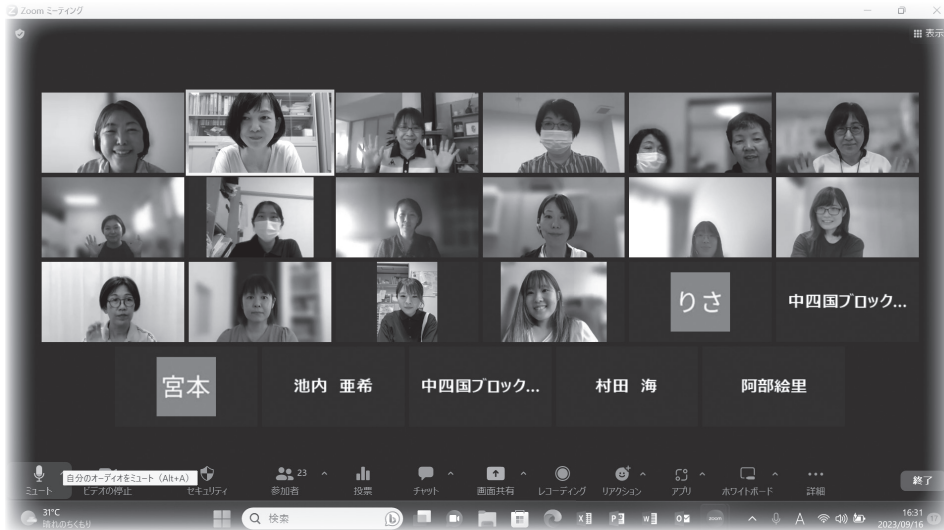 Zoom ミーティング
表示
りさ
中四国ブロック...
宮本
池内 亜希
中四国ブロック...
村田 海
阿部絵里
自分のオーディオをミュート (Alt+A)
ミュート
ビデオの停止
セキュリティ
23
参加者
投票
チャット
画面共有
レコーディング
リアクション
アプリ
ホワイトボード
詳細
終了
31°C
晴れのちくもり
検索
A
16:31
2023/09/16